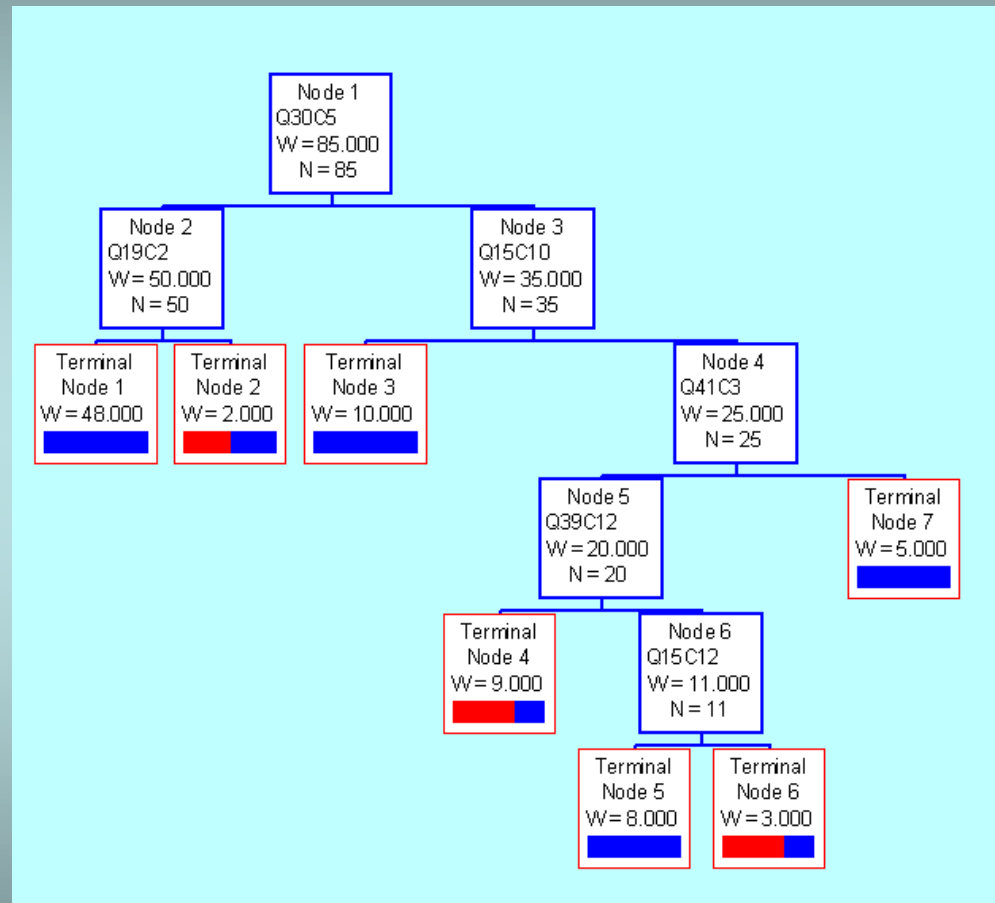 Node 1
Q30C5
W = 85.000
N = 85
Node 2
Q19C2
W = 50.000
N = 50
Node 3
Q15C10
W = 35.000
N = 35
Terminal
Node 1
W = 48.000
Terminal
Node 2
W = 2.000
Terminal
Node 3
W = 10.000
Node 4
Q41C3
W = 25.000
N = 25
Node 5
Q39C12
W = 20.000
N = 20
Terminal
Node 7
W = 5.000
Terminal
Node 4
W = 9.000
Node 6
Q15C12
W = 11.000
N = 11
Terminal
Node 5
W = 8.000
Terminal
Node 6
W = 3.000